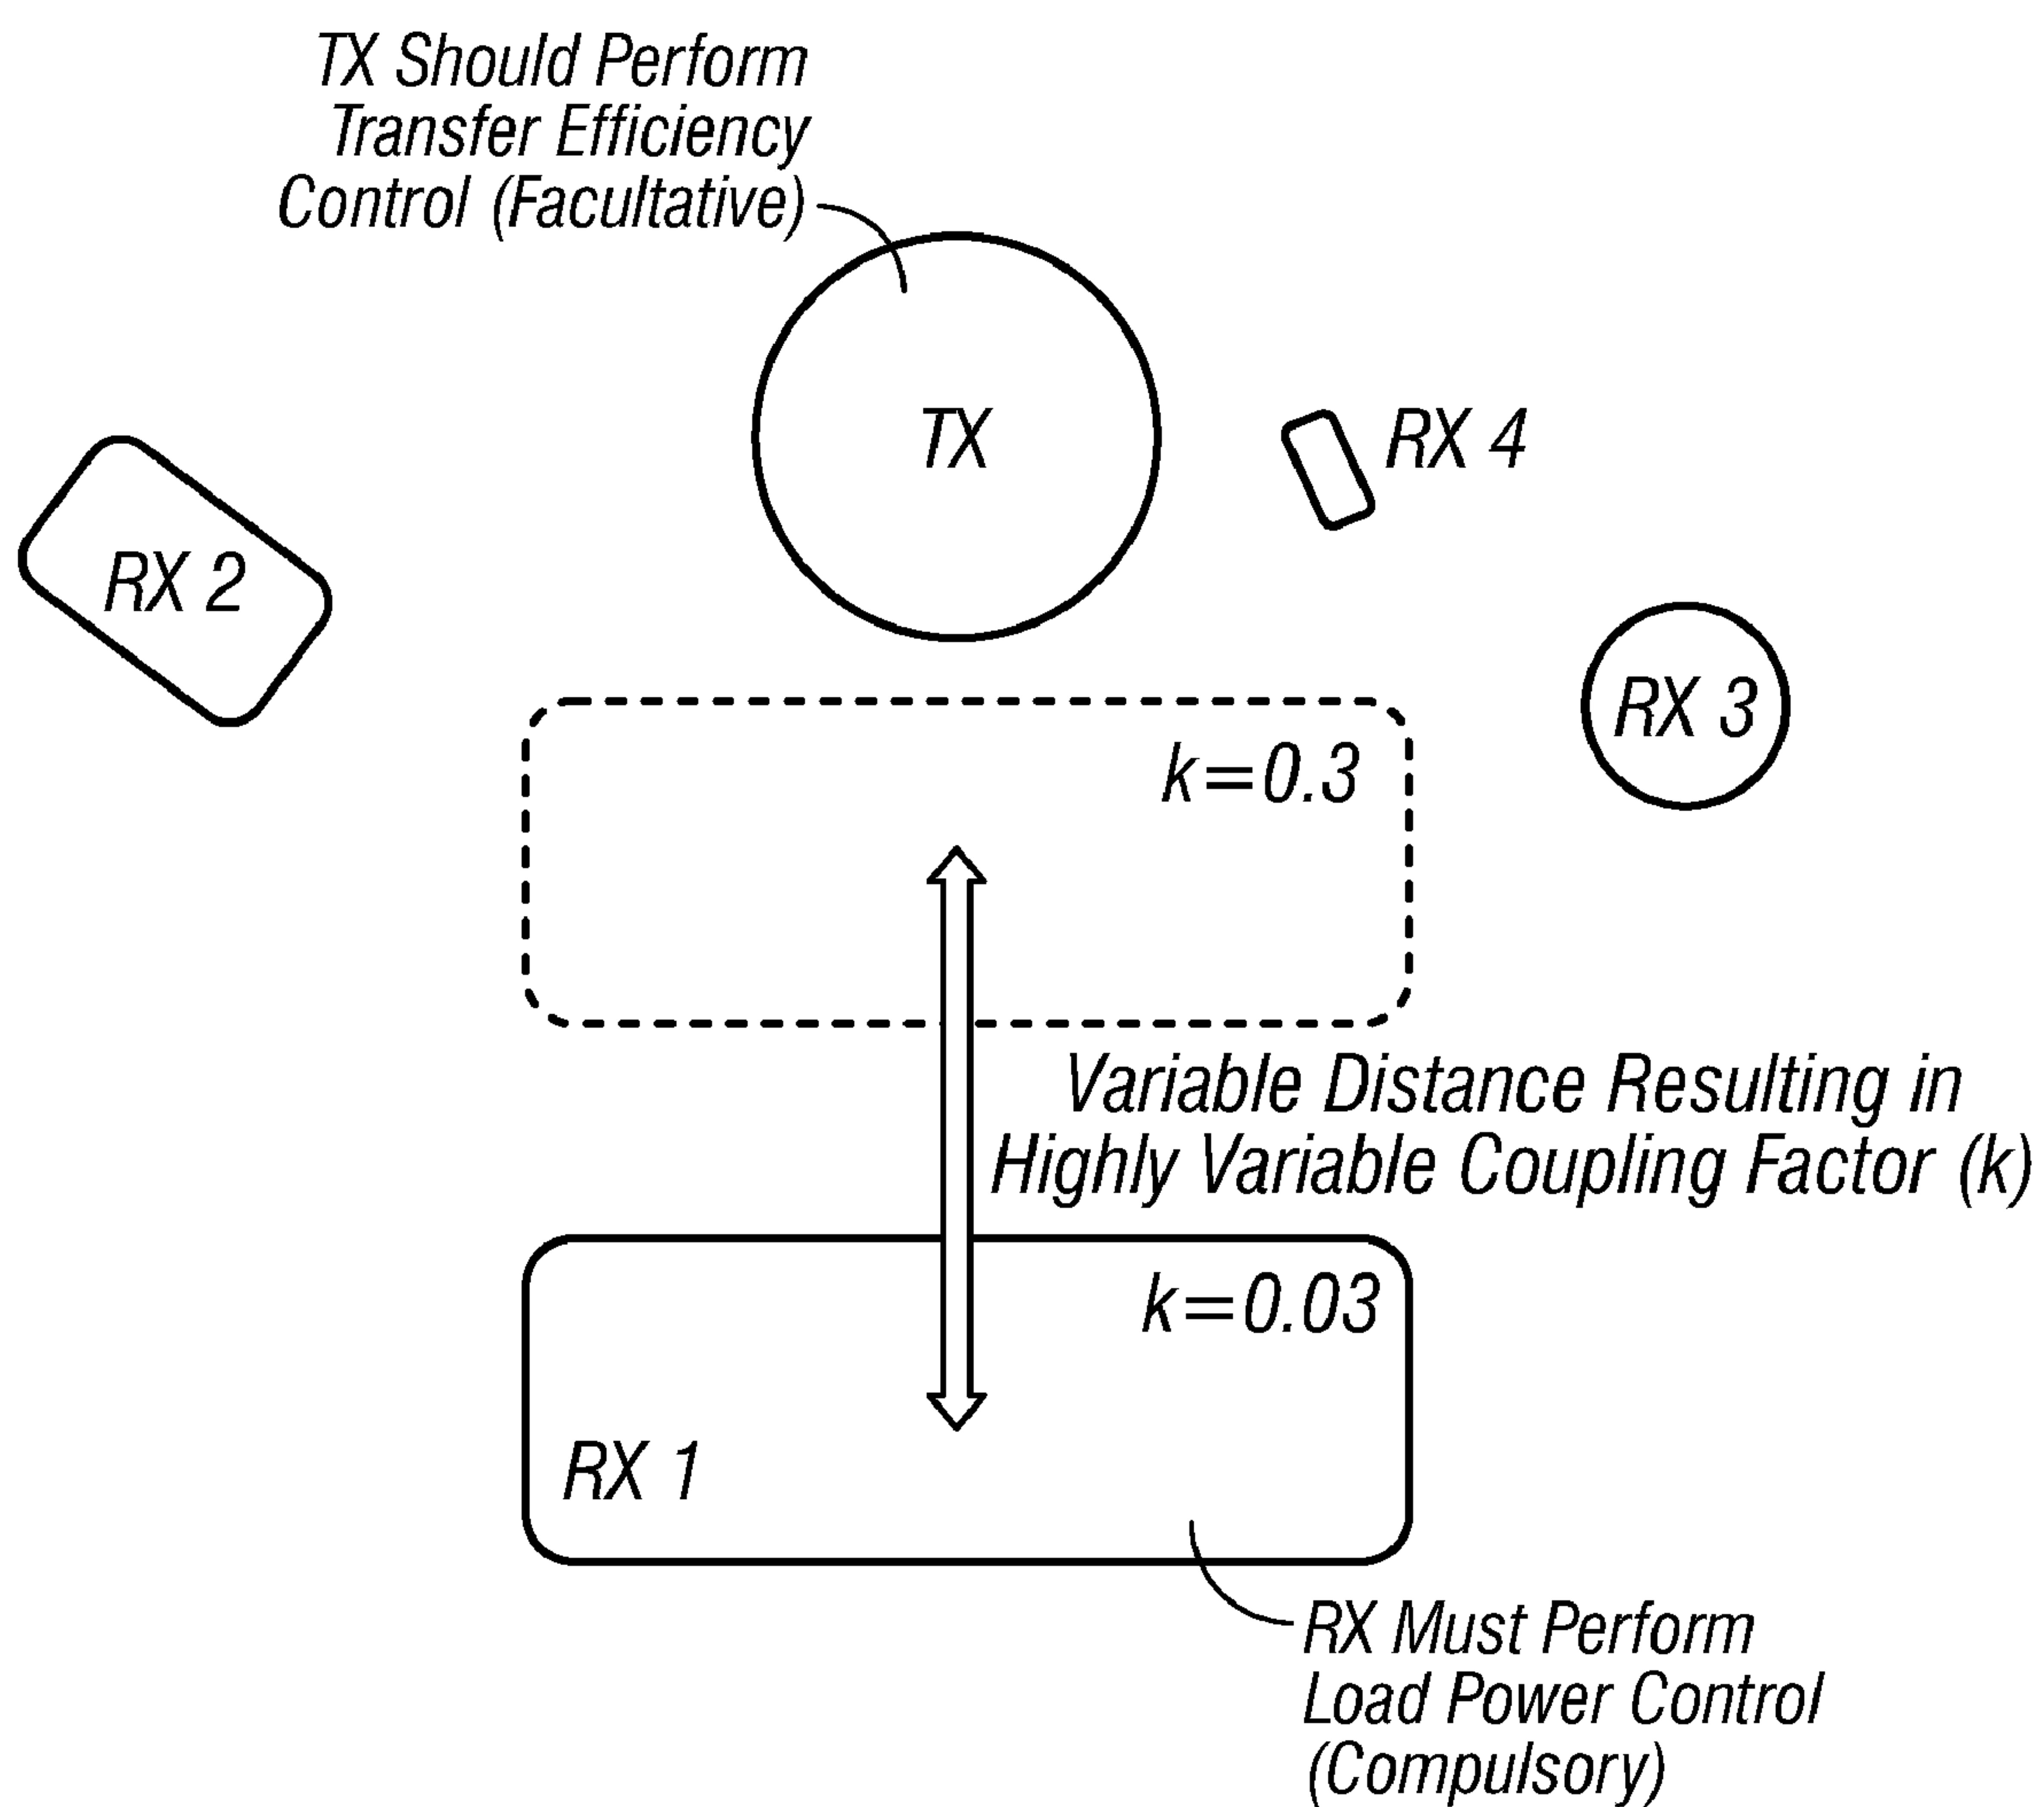 TX Should Perform
Transfer Efficiency
Control (Facultative)
TX
RX 4
RX 2
RX 3
k=0.3
Variable Distance Resulting in
Highly Variable Coupling Factor (k)
k=0.03
RX 1
RX Must Perform
Load Power Control
(Compulsory)